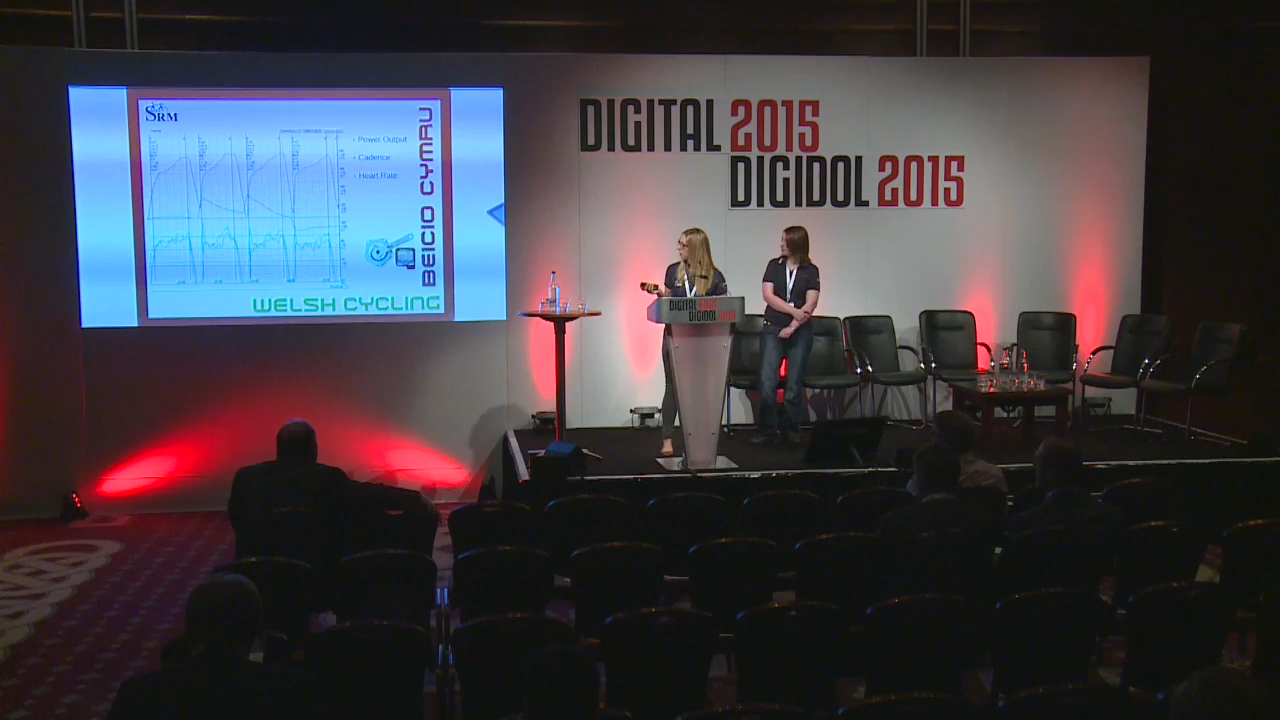 SRM
- Power Output
- Cadence
- Heart Rate
BEICIO CYMRU
WELSH CYCLING
DIGITAL 2015
DIGIDOL 2015
DIGITAL 2015
DIGIDOL 2015